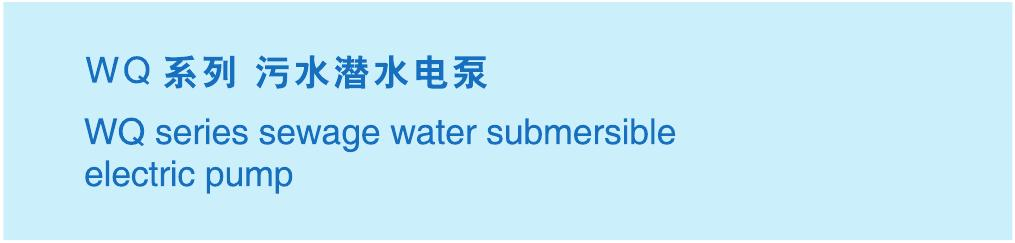 WQ 系列 污水潜水电泵
WQ series sewage water submersible
electric pump